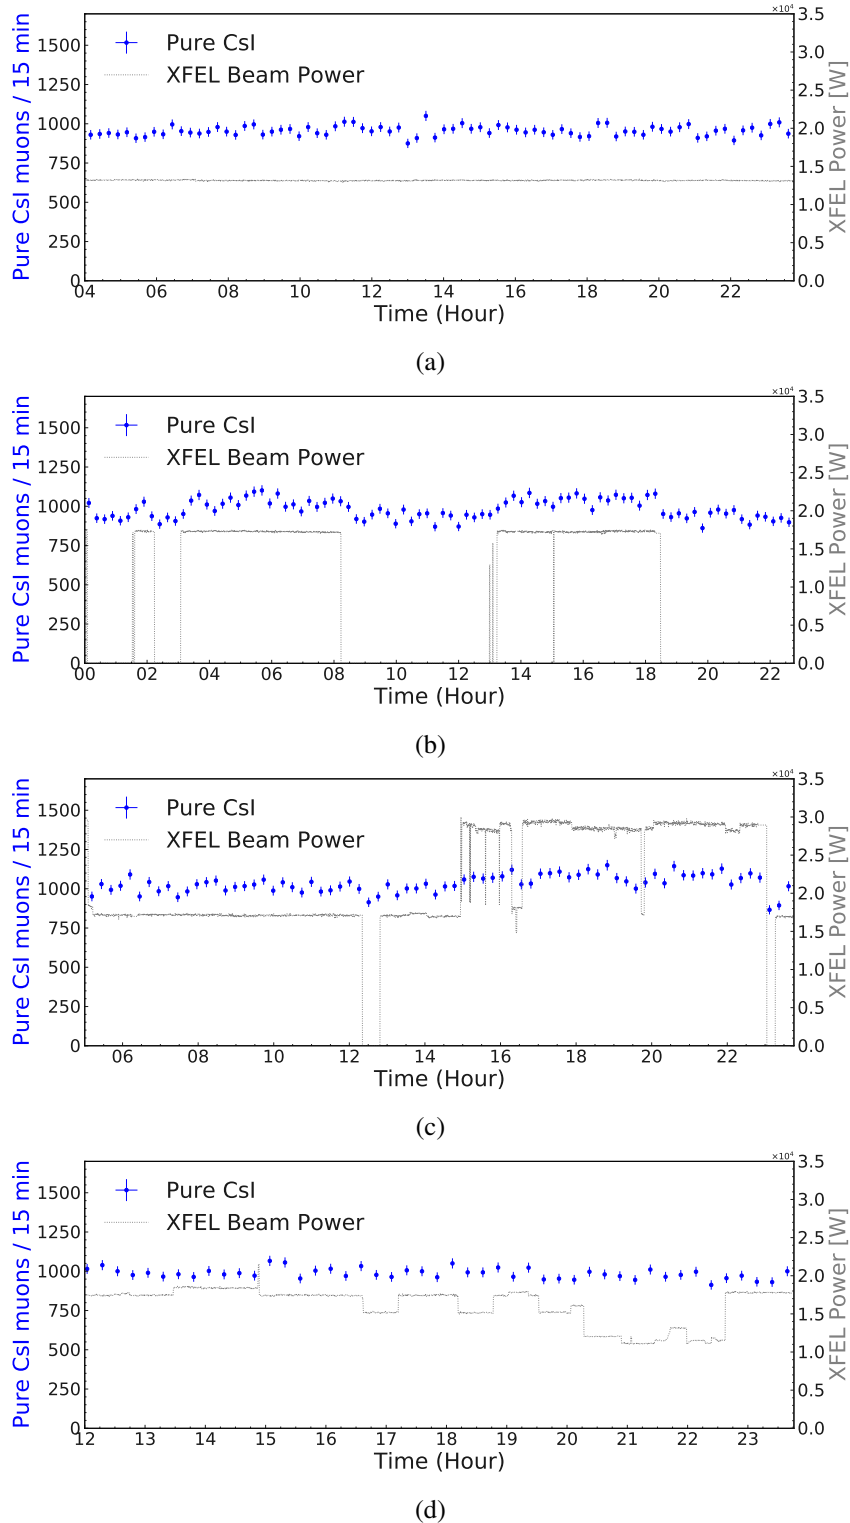 ×10⁴
Pure CsI muons / 15 min
1500
1250
1000
750
500
250
0
Pure CsI
XFEL Beam Power
3.5
3.0
2.5
2.0
1.5
1.0
0.5
0.0
XFEL Power [W]
04 06 08 10 12 14 16 18 20 22
Time (Hour)
(a)
×10⁴
Pure CsI muons / 15 min
1500
1250
1000
750
500
250
0
Pure CsI
XFEL Beam Power
3.5
3.0
2.5
2.0
1.5
1.0
0.5
0.0
XFEL Power [W]
00 02 04 06 08 10 12 14 16 18 20 22
Time (Hour)
(b)
×10⁴
Pure CsI muons / 15 min
1500
1250
1000
750
500
250
0
Pure CsI
XFEL Beam Power
3.5
3.0
2.5
2.0
1.5
1.0
0.5
0.0
XFEL Power [W]
06 08 10 12 14 16 18 20 22
Time (Hour)
(c)
×10⁴
Pure CsI muons / 15 min
1500
1250
1000
750
500
250
0
Pure CsI
XFEL Beam Power
3.5
3.0
2.5
2.0
1.5
1.0
0.5
0.0
XFEL Power [W]
12 13 14 15 16 17 18 19 20 21 22 23
Time (Hour)
(d)